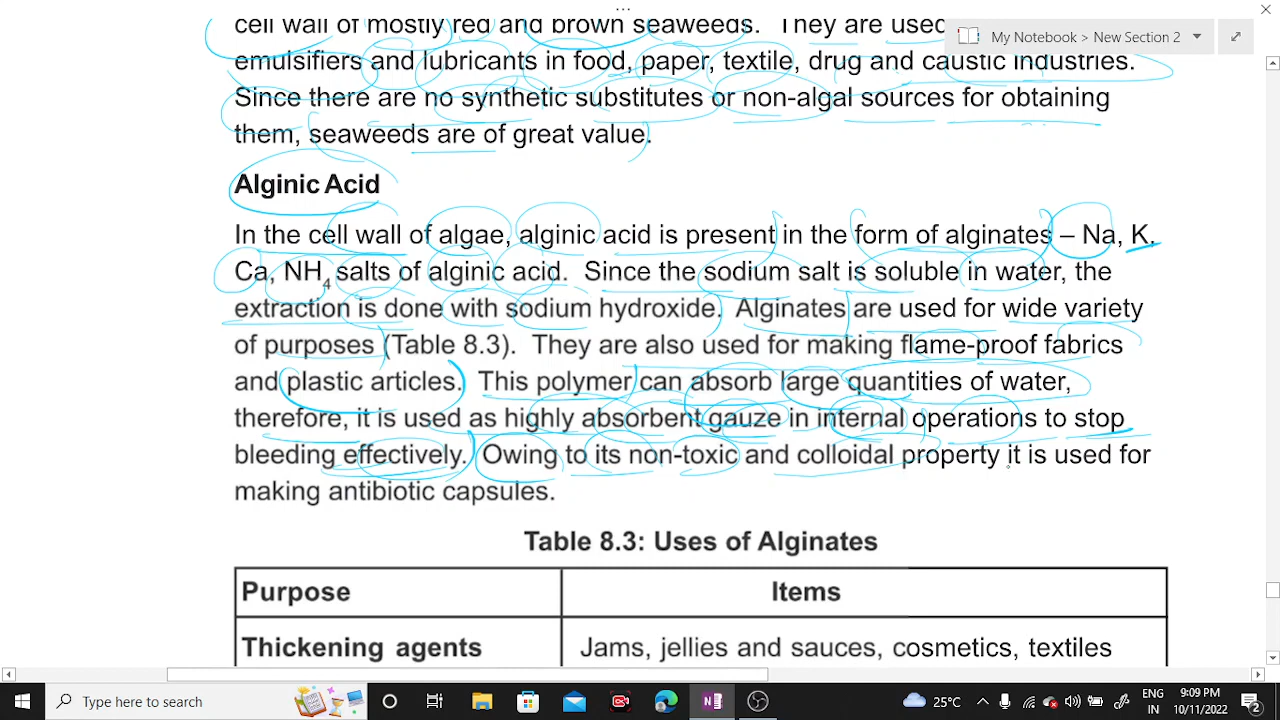 My Notebook > New Section 2
cell wall of mostly red and brown seaweeds. They are used
emulsifiers and lubricants in food, paper, textile, drug and caustic industries.
Since there are no synthetic substitutes or non-algal sources for obtaining
them, seaweeds are of great value.
Alginic Acid
In the cell wall of algae, alginic acid is present in the form of alginates – Na, K,
Ca, NH4 salts of alginic acid. Since the sodium salt is soluble in water, the
extraction is done with sodium hydroxide. Alginates are used for wide variety
of purposes (Table 8.3). They are also used for making flame-proof fabrics
and plastic articles. This polymer can absorb large quantities of water,
therefore, it is used as highly absorbent gauze in internal operations to stop
bleeding effectively. Owing to its non-toxic and colloidal property it is used for
making antibiotic capsules.
Table 8.3: Uses of Alginates
Purpose Items
Thickening agents Jams, jellies and sauces, cosmetics, textiles
Type here to search
25°C
ENG
IN
9:09 PM
10/11/2022
2